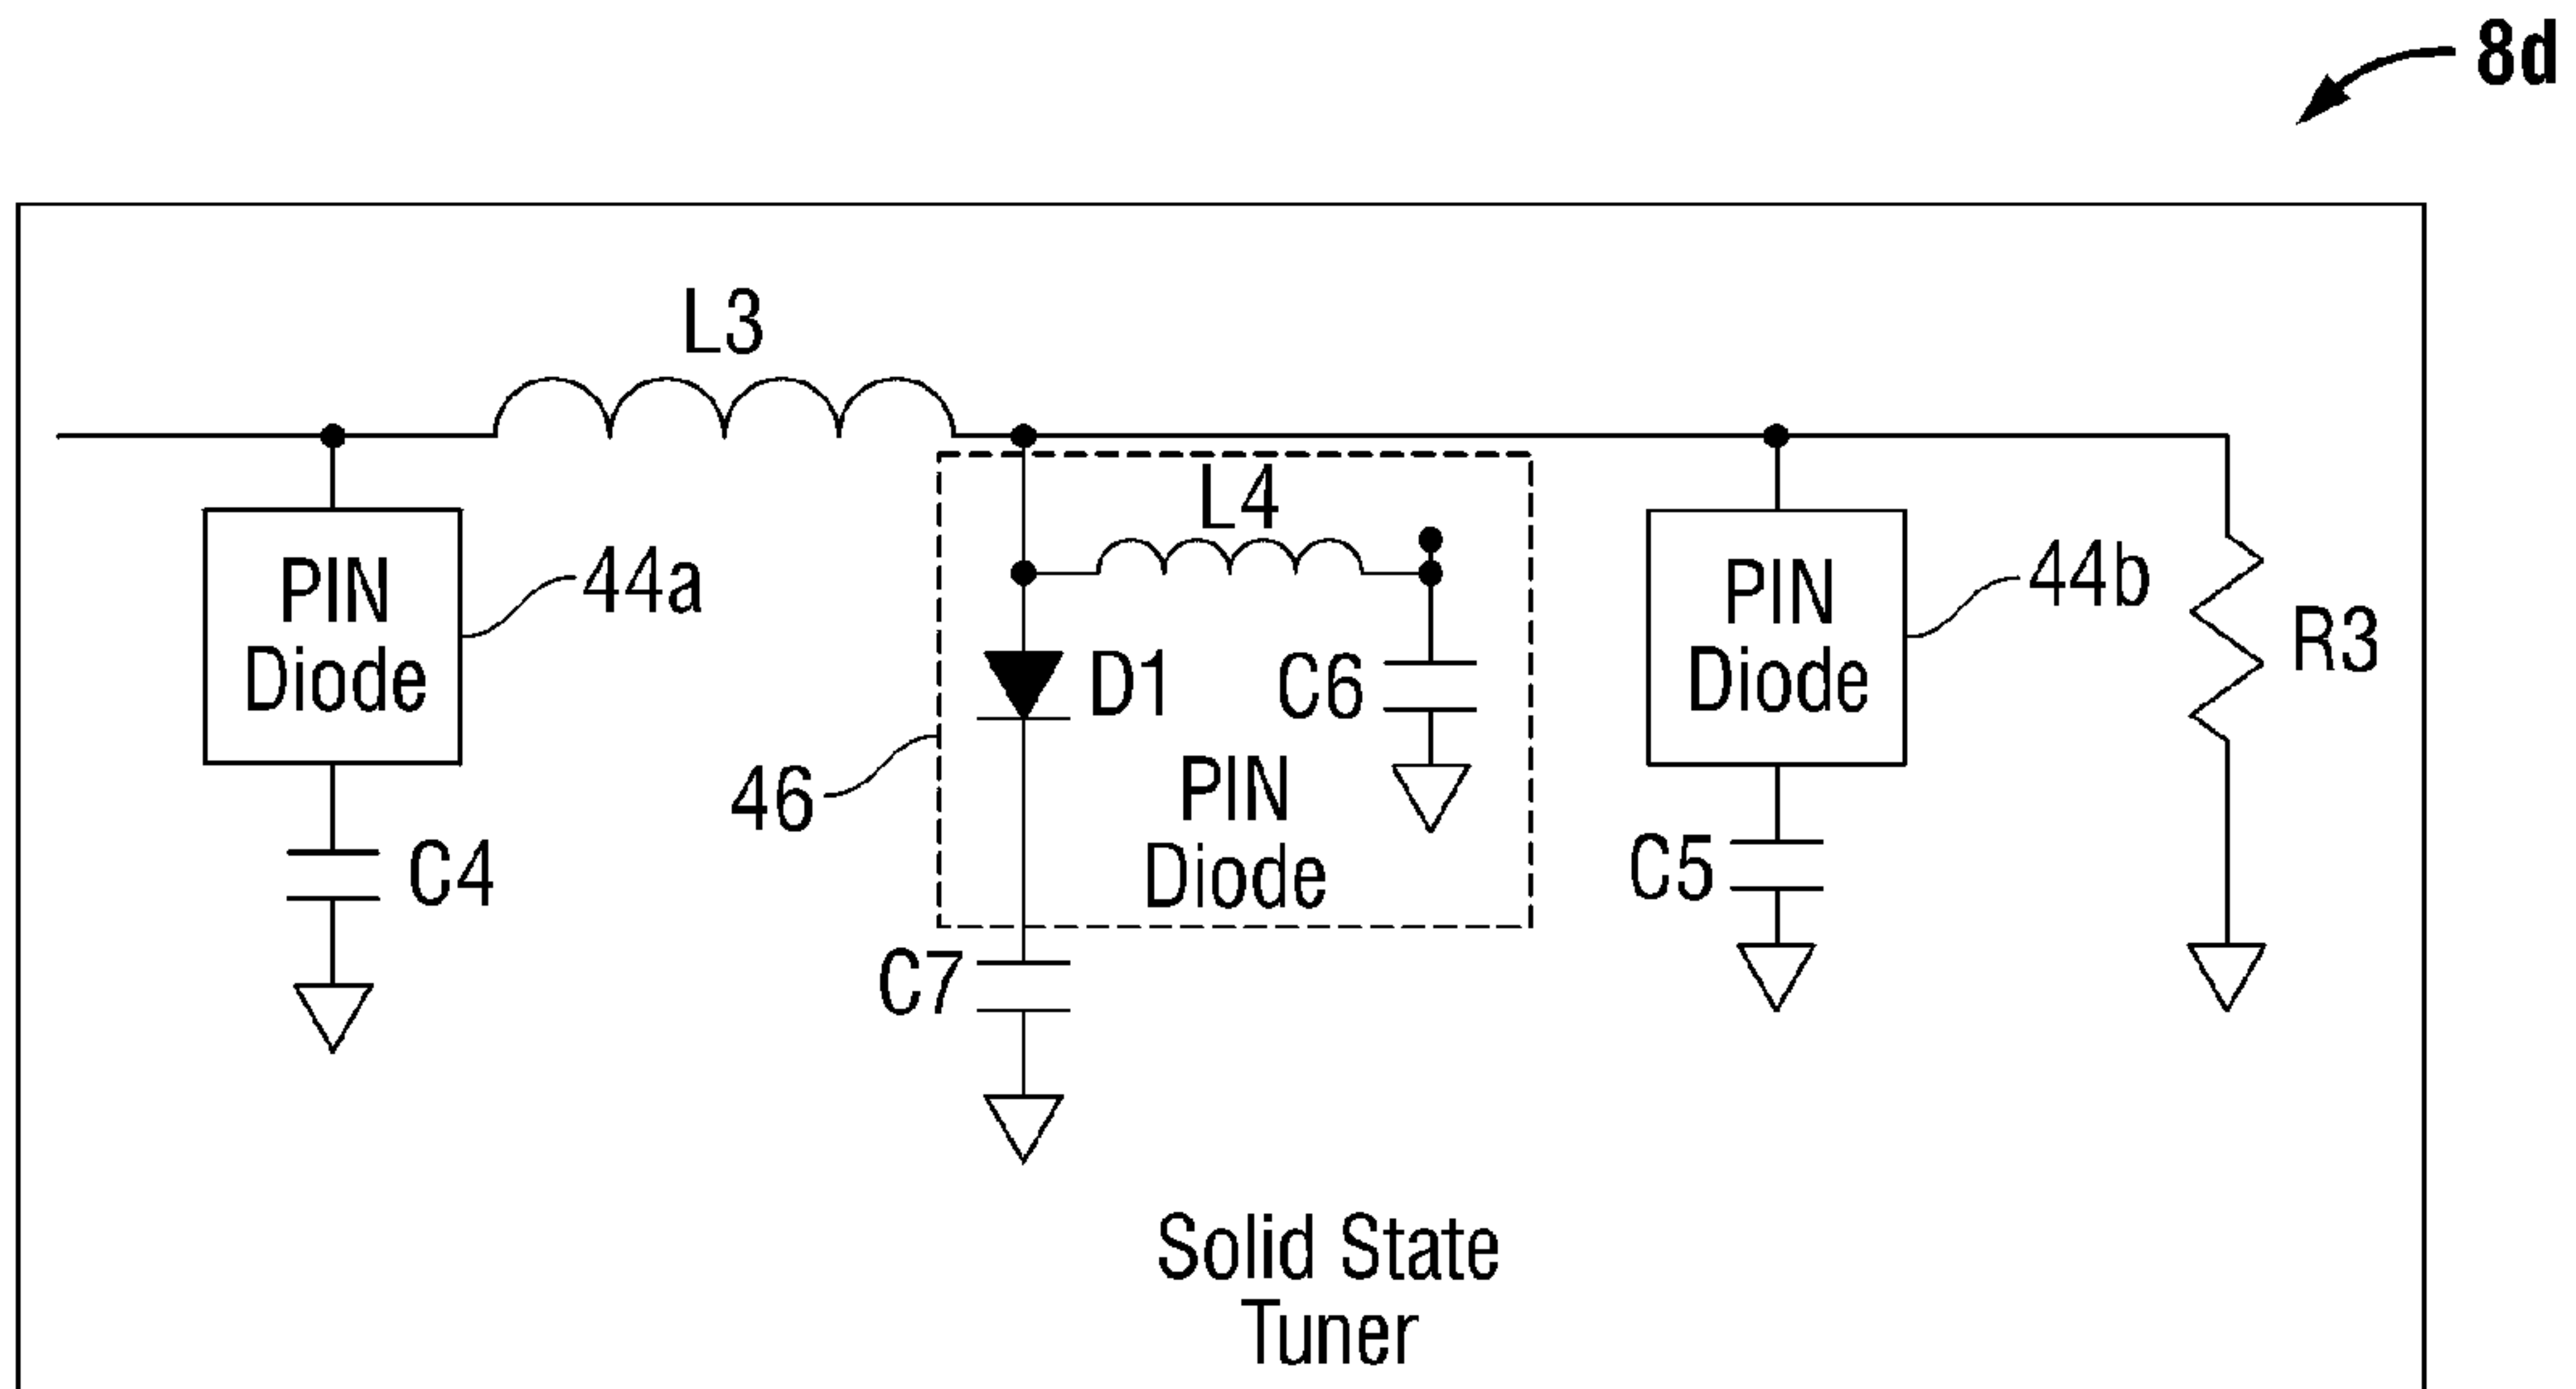 8d
L3
L4
PIN
Diode
44a
D1
C6
PIN
Diode
44b
R3
46
PIN
Diode
C4
C5
C7
Solid State
Tuner